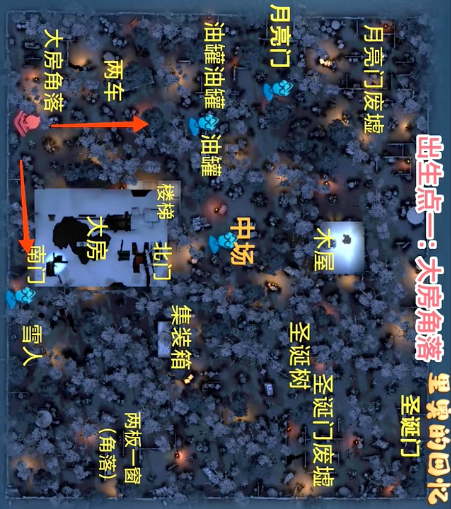 出生点一：大房角落
里奥的回忆
圣诞门
月亮门废墟
木屋
圣诞门废墟
圣诞树
月亮门
中场
油罐油罐
油罐
集装箱
楼梯
北门
两板一窗
（角落）
两车
大房
大房角落
南门
雪人